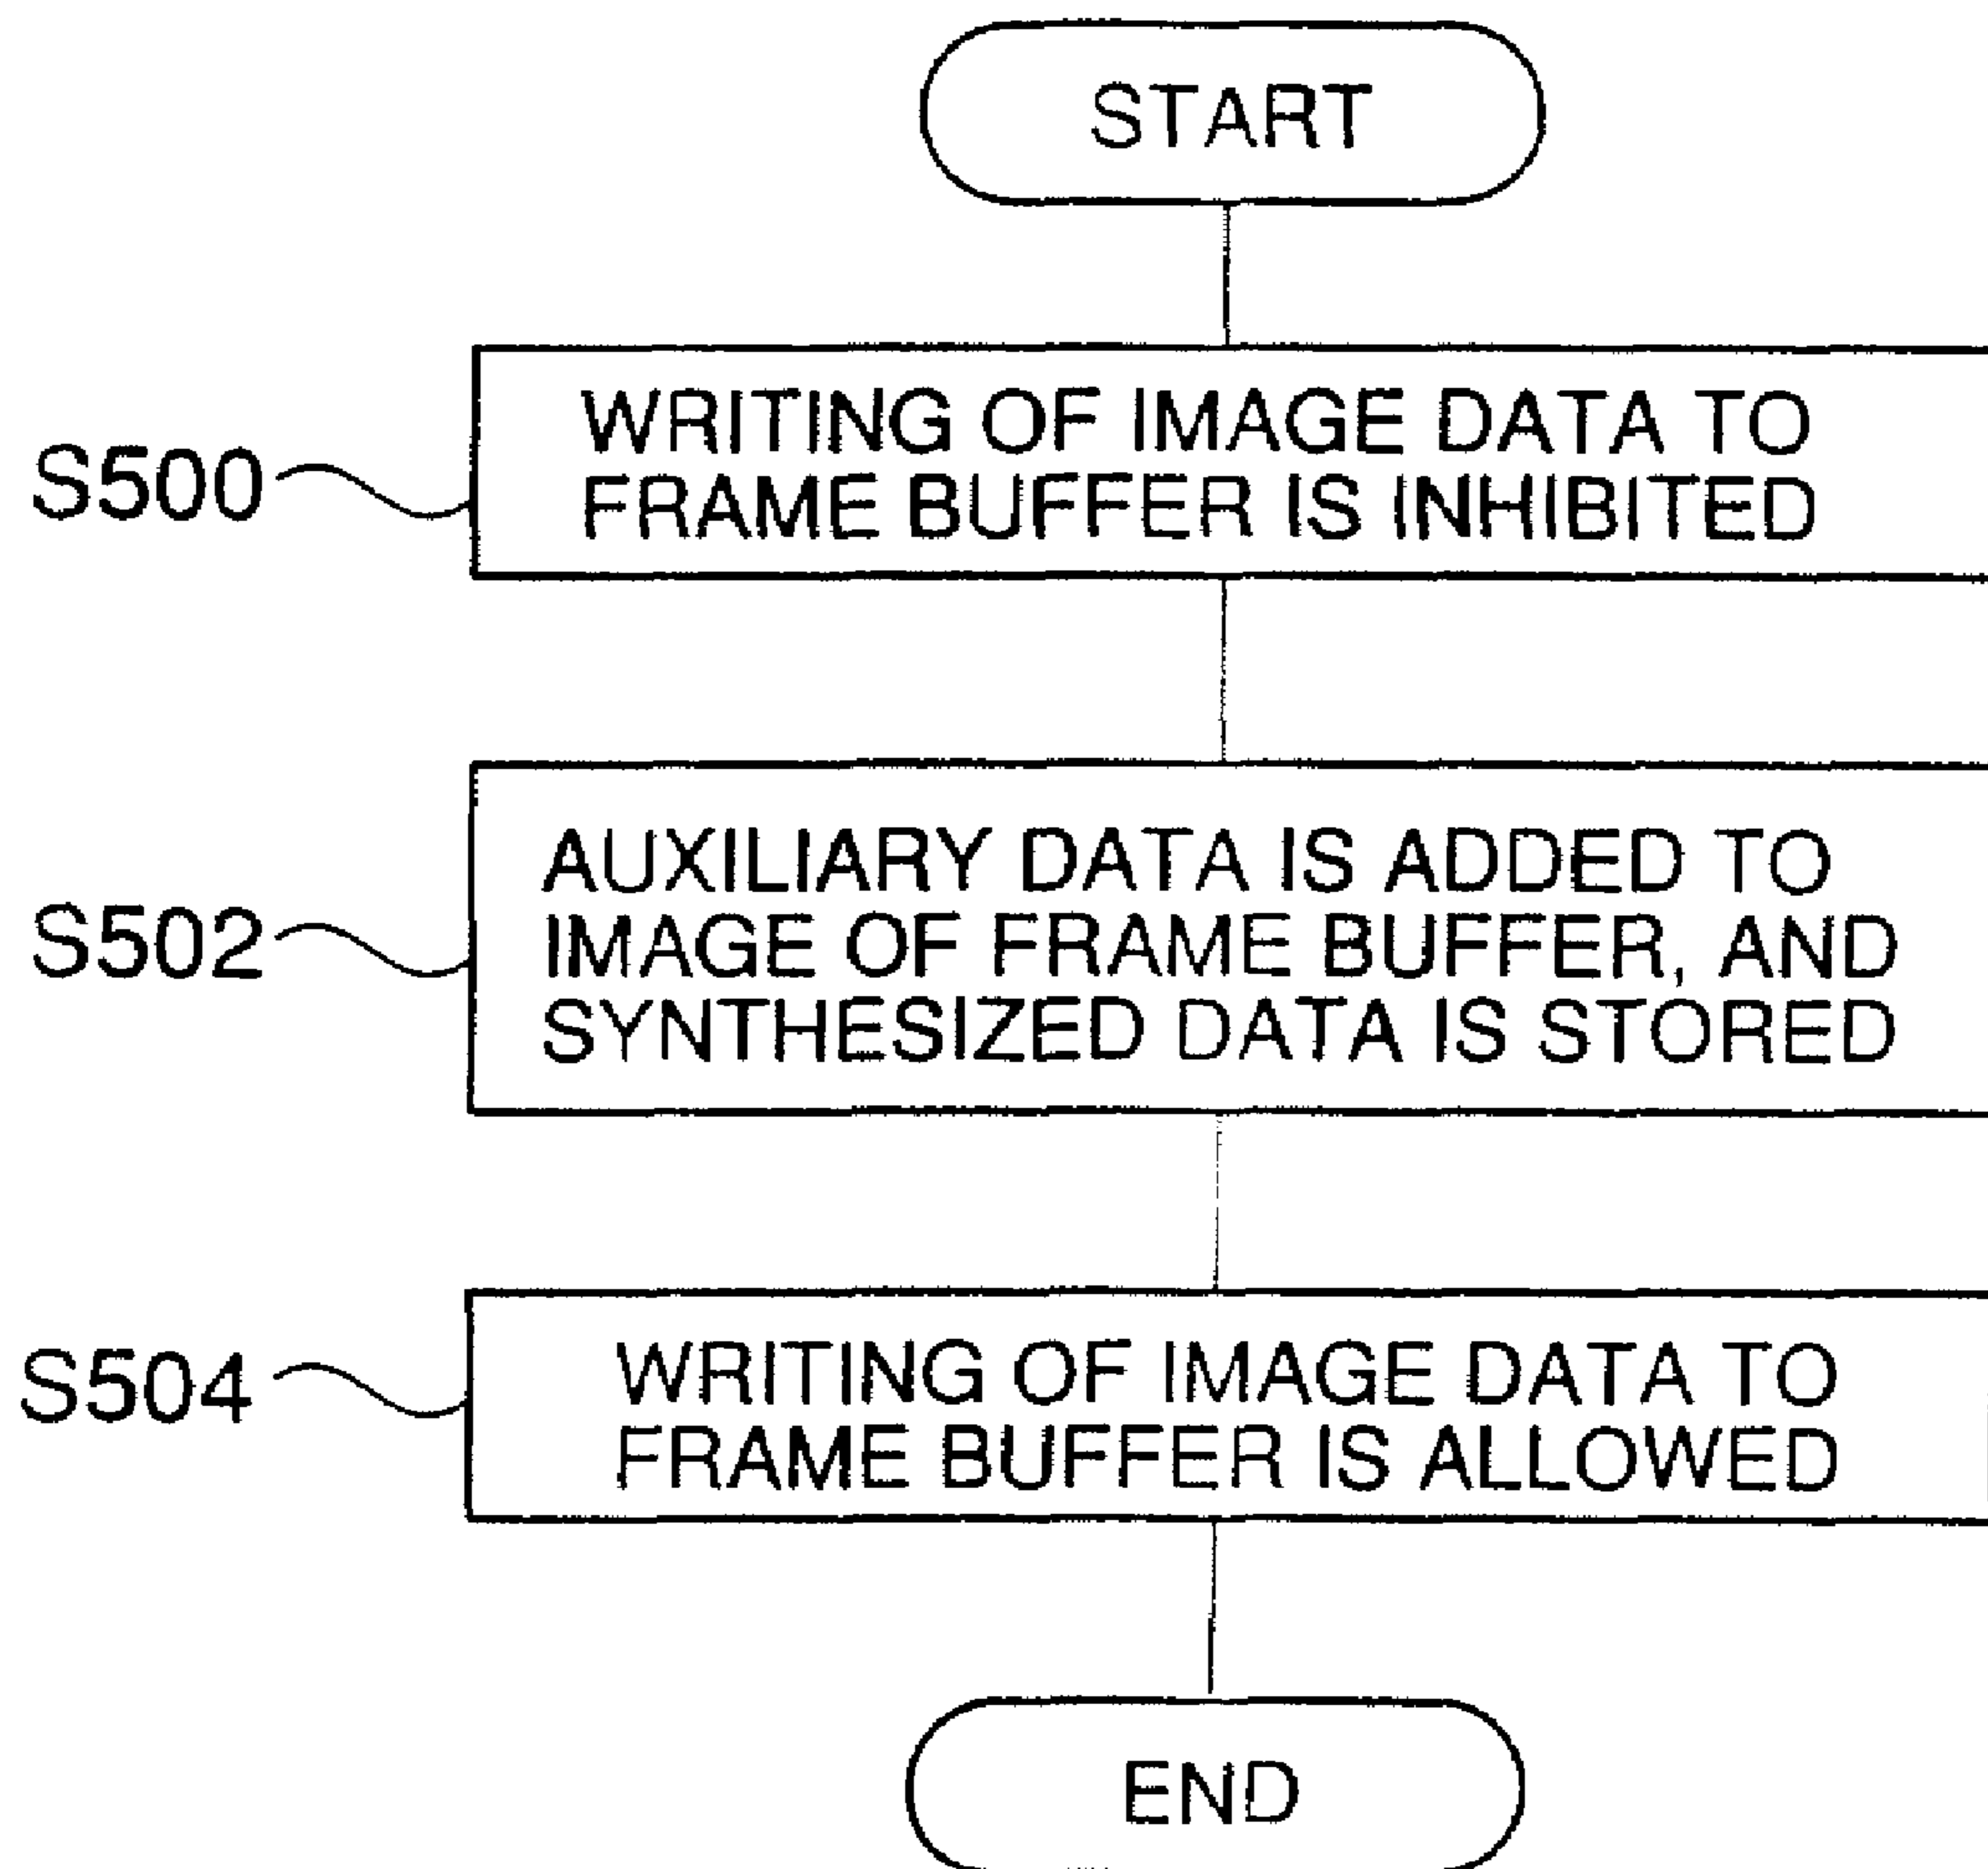 START
S500
WRITING OF IMAGE DATA TO
FRAME BUFFER IS INHIBITED
S502
AUXILIARY DATA IS ADDED TO
IMAGE OF FRAME BUFFER, AND
SYNTHESIZED DATA IS STORED
S504
WRITING OF IMAGE DATA TO
FRAME BUFFER IS ALLOWED
END